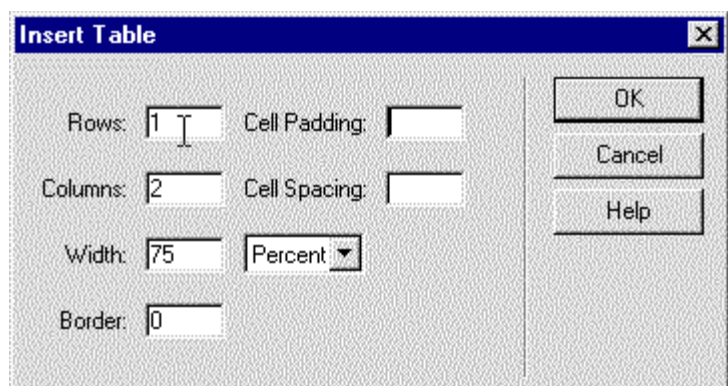 Insert Table
Rows: 1 Cell Padding: OK
Cancel
Columns: 2 Cell Spacing:
Help
Width: 75 Percent
Border: 0